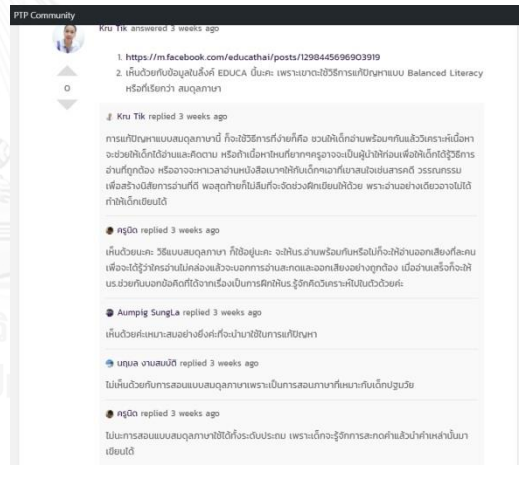 PTP Community
Kru Tik answered 3 weeks ago
1. https://m.facebook.com/educathai/posts/1298445696903919
2. เห็นด้วยกับข้อมูลในลิ้งค์ EDUCA นี้นะคะ เพราะเขาตะใช้วิธีการแก้ปัญหาแบบ Balanced Literacy
หรือที่เรียกว่า สมดุลภาษา
0
Kru Tik replied 3 weeks ago
การแก้ปัญหาแบบสมดุลภาษานี้ ก็จะใช้วิธีการที่ง่ายก็คือ ชวนให้เด็กอ่านพร้อมๆกันแล้ววิเคราะห์เนื้อหา
จะช่วยให้เด็กได้อ่านและคิดตาม หรือถ้าเนื้อหาไหนที่ยากๆครูอาจจะเป็นผู้นำให้ก่อนเพื่อให้เด็กได้รู้วิธีการ
อ่านที่ถูกต้อง หรืออาจจะหาเวลาอ่านหนังสือเบาๆให้กับเด็กๆเอาที่เขาสนใจเช่นสารคดี วรรณกรรม
เพื่อสร้างนิสัยการอ่านที่ดี พอสุดท้ายก็ไม่ลืมที่จะจัดช่วงฝึกเขียนให้ด้วย เพราะอ่านอย่างเดียวอาจไม่ได้
ทำให้เด็กเขียนได้
ครูปิด replied 3 weeks ago
เห็นด้วยนะคะ วิธีแบบสมดุลภาษา ก็ใช้อยู่นะคะ จะให้นร.อ่านพร้อมกันหรือไม่ก็จะให้อ่านออกเสียงทีละคน
เพื่อจะได้รู้ว่าใครอ่านไม่คล่องแล้วจะบอกการอ่านสะกดและออกเสียงอย่างถูกต้อง เมื่ออ่านเสร็จก็จะให้
นร.ช่วยกันบอกข้อคิดที่ได้จากเรื่องเป็นการฝึกให้นร.รู้จักคิดวิเคราะห์ไปในตัวด้วยค่ะ
Aumpig SungLa replied 3 weeks ago
เห็นด้วยค่ะเหมาะสมอย่างยิ่งค่ะที่จะนำมาใช้ในการแก้ปัญหา
นฤมล งามสมบัติ replied 3 weeks ago
ไม่เห็นด้วยกับการสอนแบบสมดุลภาษาเพราะเป็นการสอนภาษาที่เหมาะกับเด็กปฐมวัย
ครูปิด replied 3 weeks ago
ไม่นะการสอนแบบสมดุลภาษาใช้ได้ทั้งระดับประถม เพราะเด็กจะรู้จักการสะกดคำแล้วนำคำเหล่านั้นมา
เขียนได้